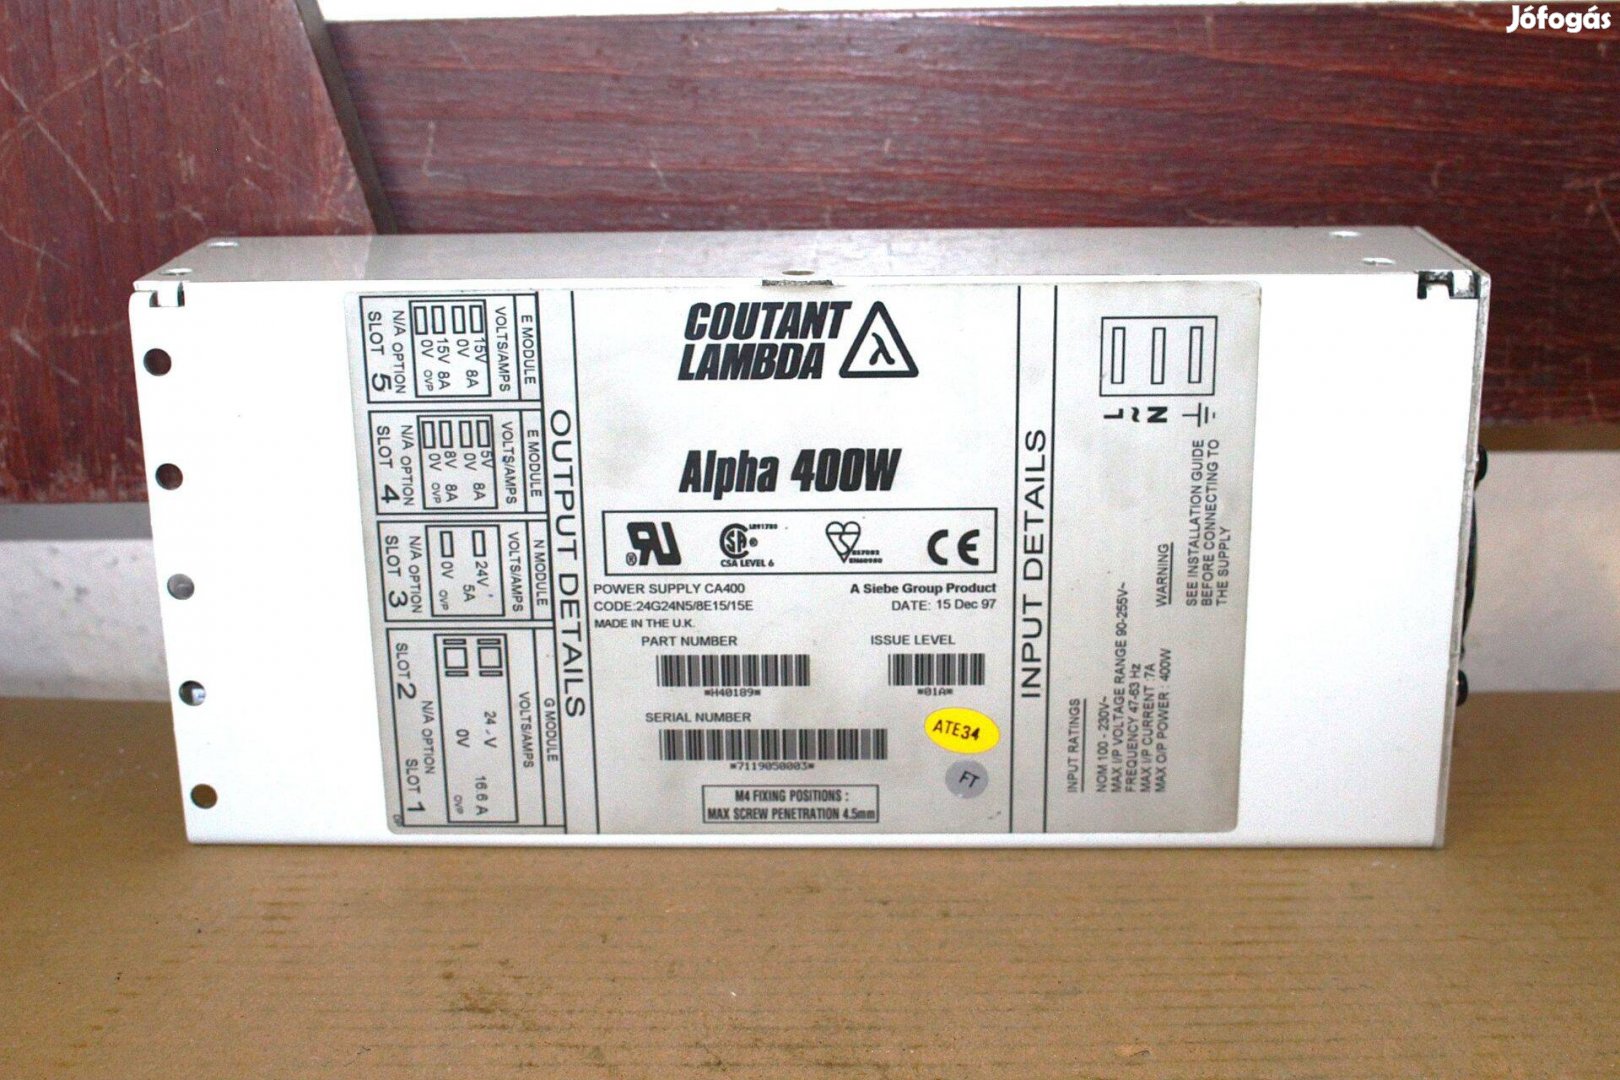 Jófogás
COUTANT
LAMBDA
λ
Alpha 400W
LR91780
CSA LEVEL 6
CE
POWER SUPPLY CA400
A Siebe Group Product
CODE:24G24N5/8E15/15E
DATE: 15 Dec 97
MADE IN THE U.K.
PART NUMBER
ISSUE LEVEL
*H40189*
*01A*
SERIAL NUMBER
*7119050003*
ATE34
FT
M4 FIXING POSITIONS :
MAX SCREW PENETRATION 4.5mm
OUTPUT DETAILS
E MODULE
VOLTS/AMPS
15V 8A
0V
15V 8A
0V OVP
N/A OPTION
SLOT 5
E MODULE
VOLTS/AMPS
5V 8A
0V
8V 8A
0V OVP
N/A OPTION
SLOT 4
N MODULE
VOLTS/AMPS
24V 5A
0V OVP
N/A OPTION
SLOT 3
G MODULE
VOLTS/AMPS
24 V 16.6 A
0V OVP
N/A OPTION
SLOT 2
SLOT 1
INPUT DETAILS
L
~
N
WARNING
SEE INSTALLATION GUIDE
BEFORE CONNECTING TO
THE SUPPLY
INPUT RATINGS
NOM 100 - 230V~
MAX I/P VOLTAGE RANGE 90-255V~
FREQUENCY 47-63 Hz
MAX I/P CURRENT :7A
MAX O/P POWER : 400W